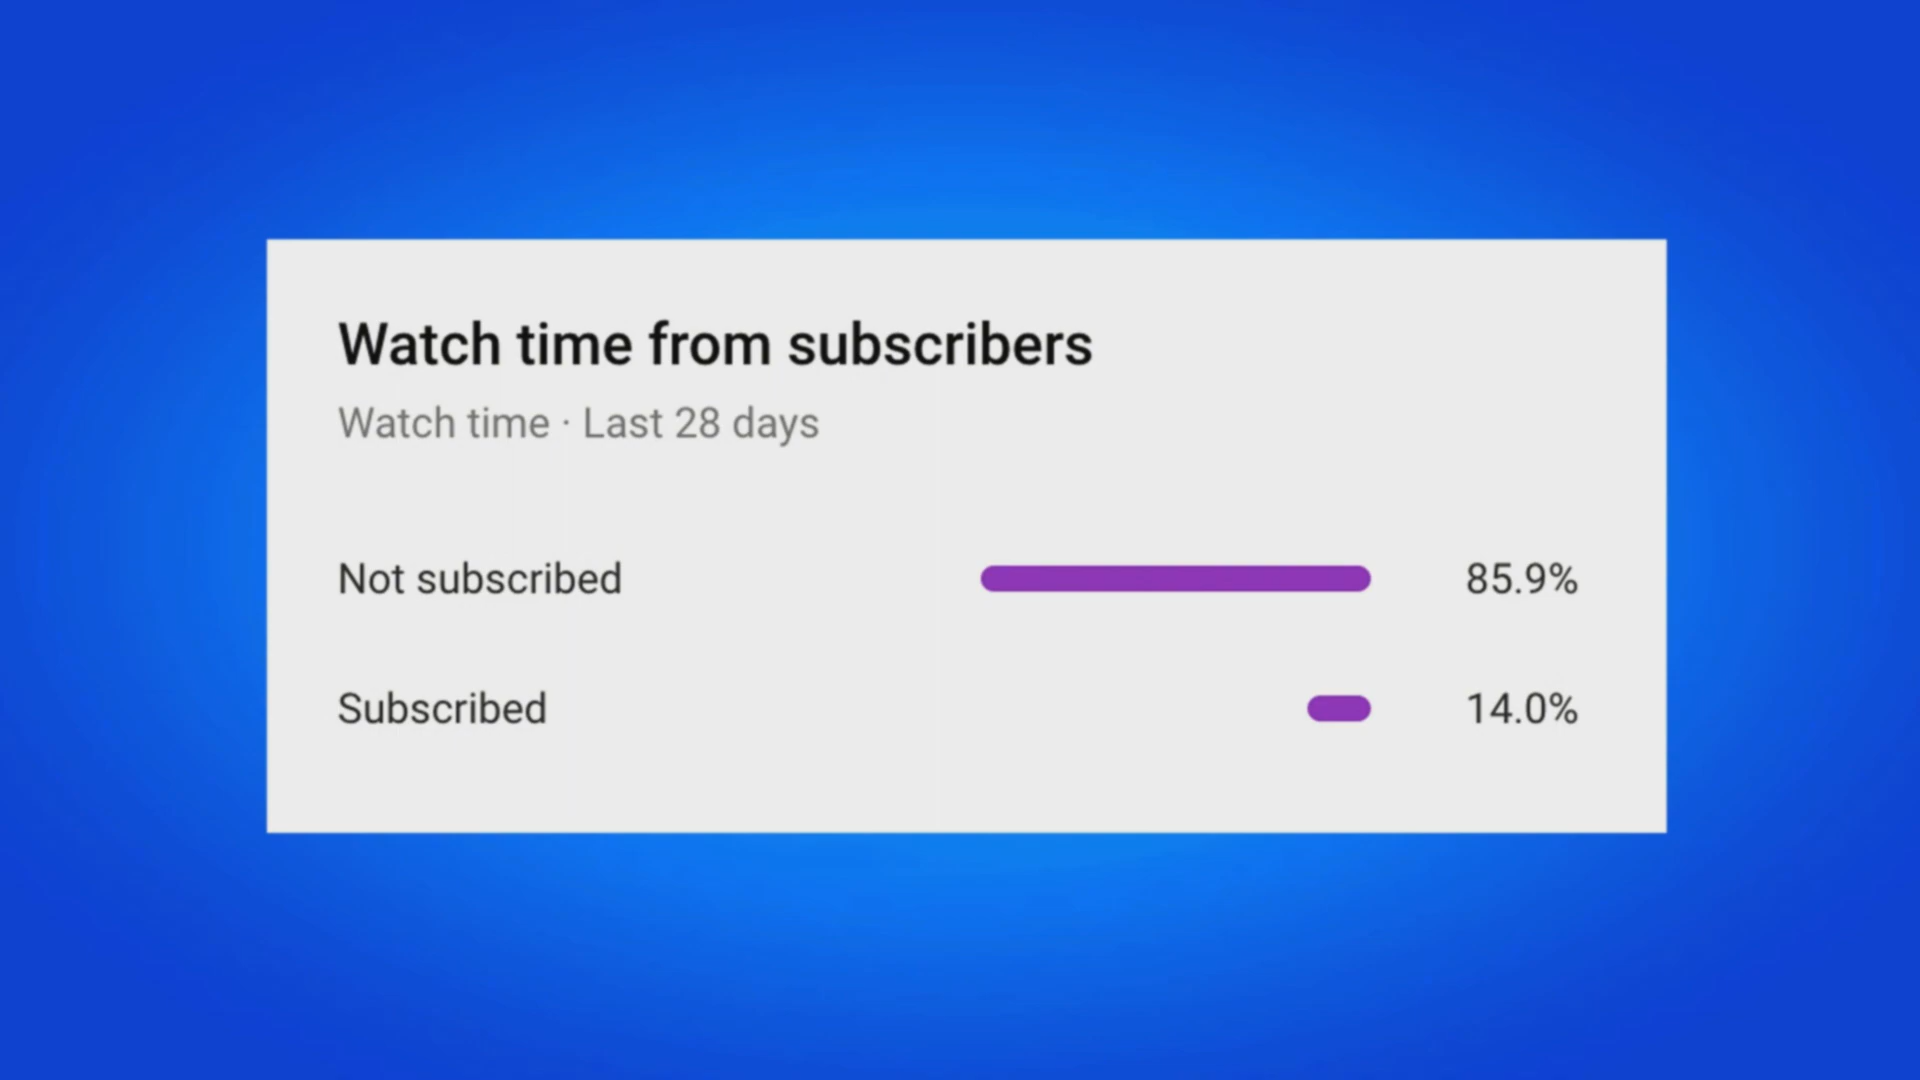 Watch time from subscribers
Watch time · Last 28 days
Not subscribed 85.9%
Subscribed 14.0%